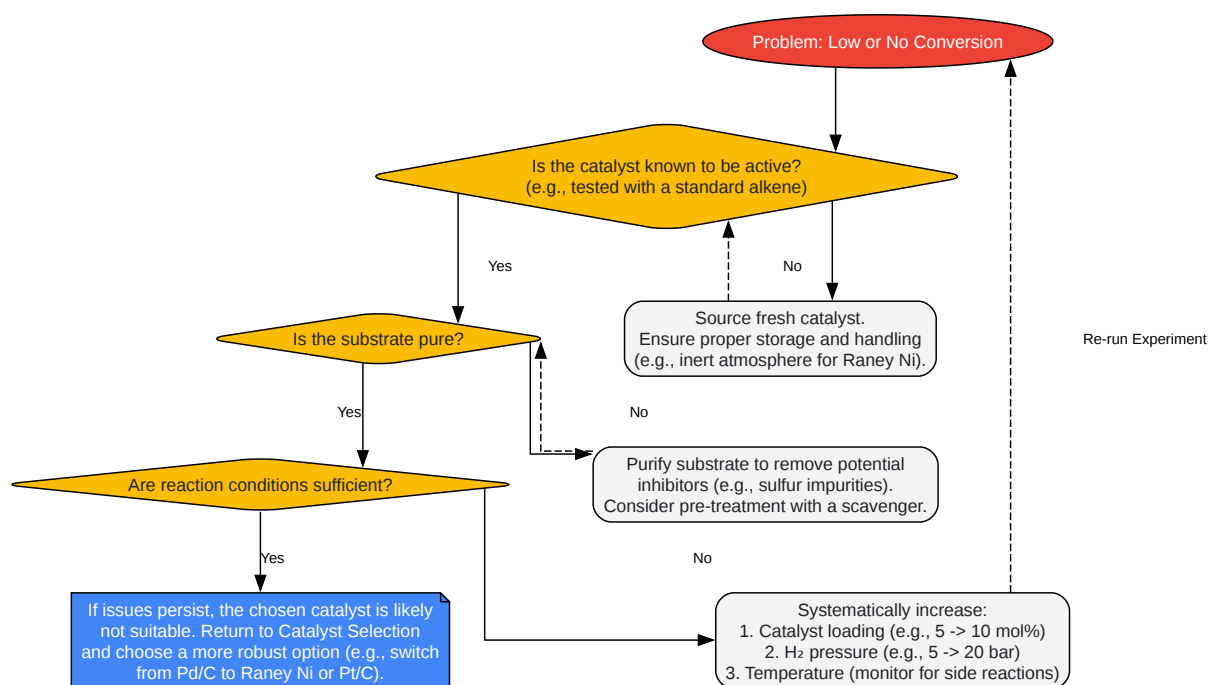 Problem: Low or No Conversion
Is the catalyst known to be active?
(e.g., tested with a standard alkene)
Yes
No
Source fresh catalyst.
Ensure proper storage and handling
(e.g., inert atmosphere for Raney Ni).
Is the substrate pure?
Re-run Experiment
Yes
No
Purify substrate to remove potential
inhibitors (e.g., sulfur impurities).
Consider pre-treatment with a scavenger.
Are reaction conditions sufficient?
Yes
No
If issues persist, the chosen catalyst is likely
not suitable. Return to Catalyst Selection
and choose a more robust option (e.g., switch
from Pd/C to Raney Ni or Pt/C).
Systematically increase:
1. Catalyst loading (e.g., 5 -> 10 mol%)
2. H₂ pressure (e.g., 5 -> 20 bar)
3. Temperature (monitor for side reactions)